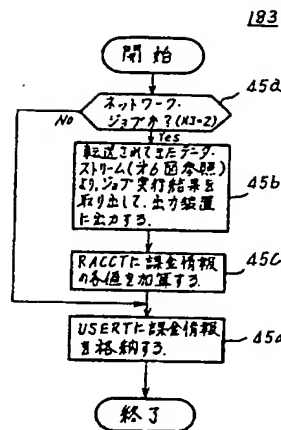 183
開始
45a
ネットワーク・
ジョブか?(N3=2)
No
Yes
転送されてきたデータ・
ストリーム(オ6図参照)
より、ジョブ実行結果を
取り出して、出力装置
に出力する.
45b
RACCTに課金情報
の各値を加算する.
45c
USERTに課金情報
を格納する.
45d
終了